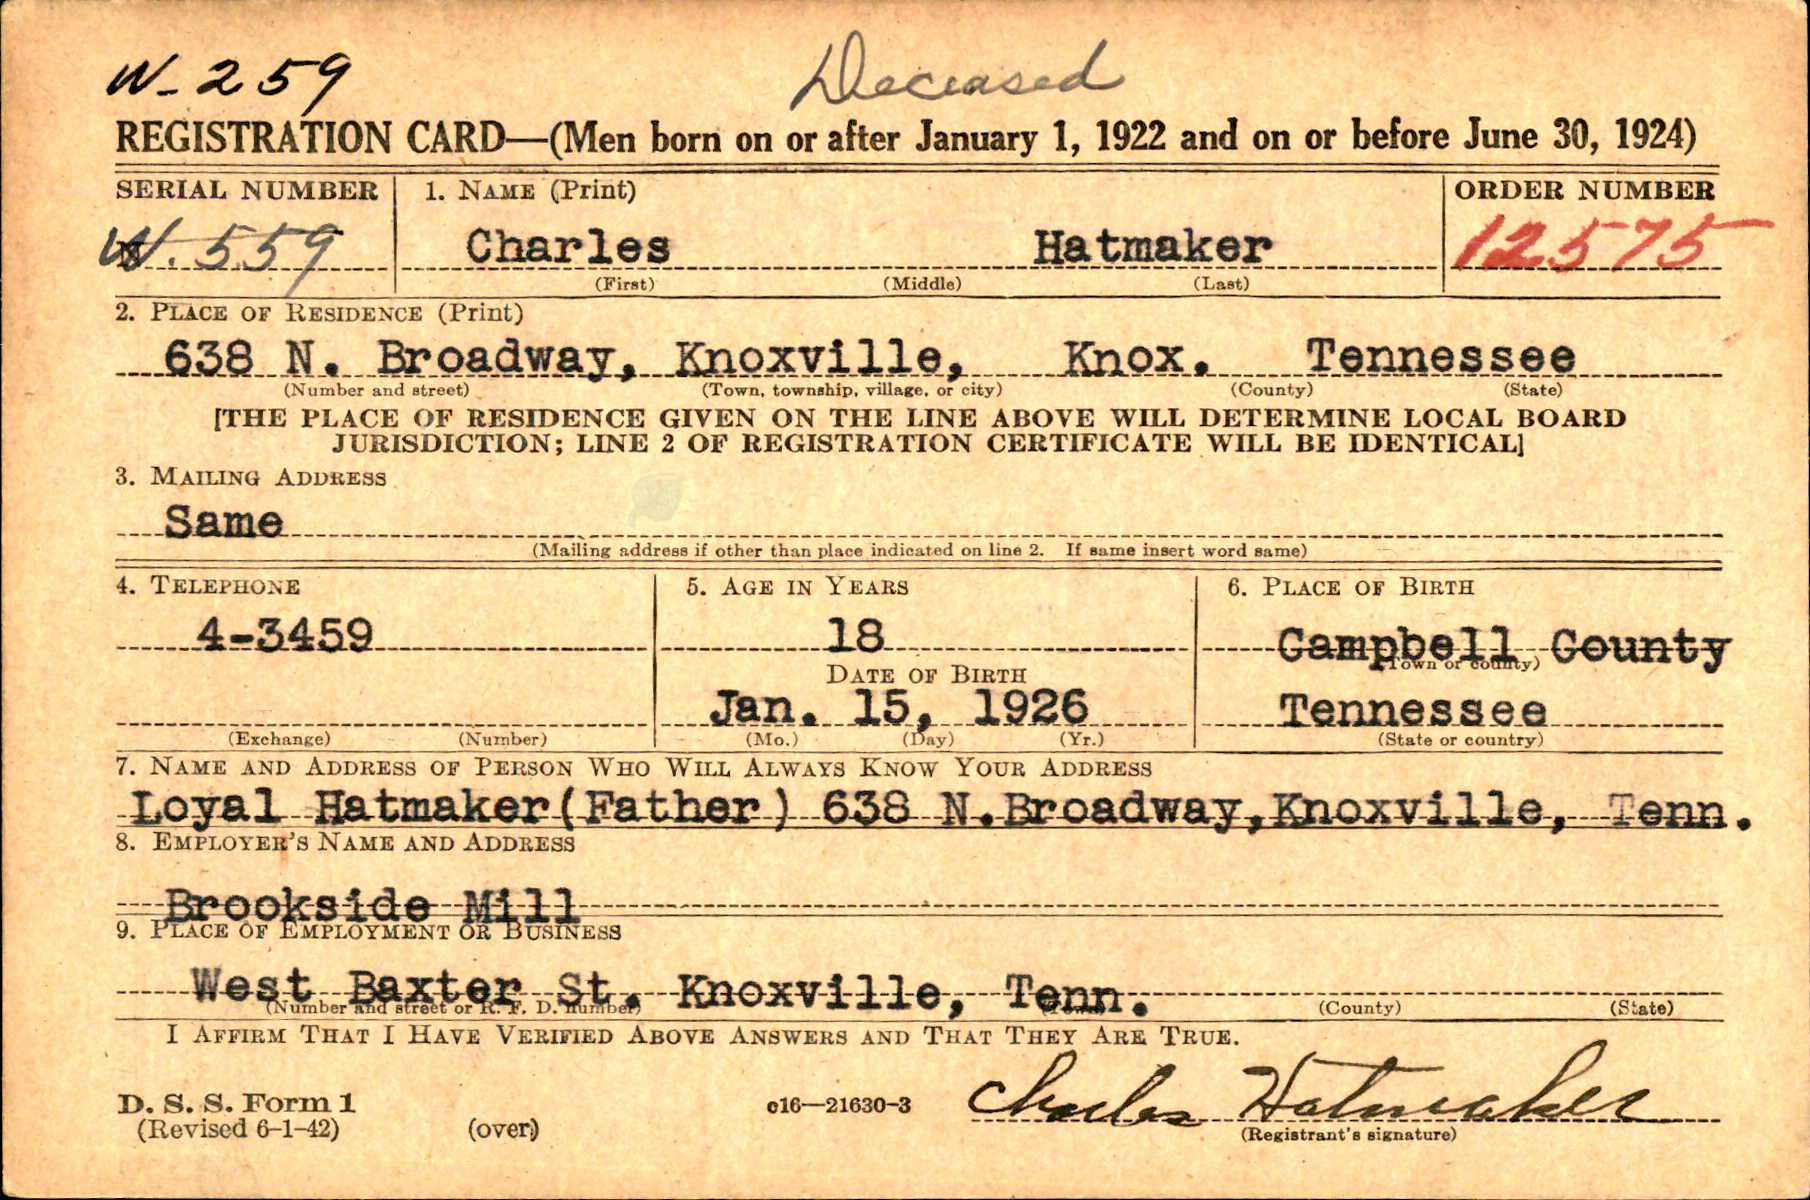 W-259
Deceased
REGISTRATION CARD—(Men born on or after January 1, 1922 and on or before June 30, 1924)
SERIAL NUMBER 1. NAME (Print) ORDER NUMBER
W. 559 Charles Hatmaker 12575
(First) (Middle) (Last)
2. PLACE OF RESIDENCE (Print)
638 N. Broadway, Knoxville, Knox. Tennessee
(Number and street) (Town, township, village, or city) (County) (State)
[THE PLACE OF RESIDENCE GIVEN ON THE LINE ABOVE WILL DETERMINE LOCAL BOARD
JURISDICTION; LINE 2 OF REGISTRATION CERTIFICATE WILL BE IDENTICAL]
3. MAILING ADDRESS
Same
(Mailing address if other than place indicated on line 2. If same insert word same)
4. TELEPHONE 5. AGE IN YEARS 6. PLACE OF BIRTH
4-3459 18 Campbell County
DATE OF BIRTH (Town or county)
Jan. 15, 1926 Tennessee
(Exchange) (Number) (Mo.) (Day) (Yr.) (State or country)
7. NAME AND ADDRESS OF PERSON WHO WILL ALWAYS KNOW YOUR ADDRESS
Loyal Hatmaker(Father) 638 N.Broadway,Knoxville, Tenn.
8. EMPLOYER'S NAME AND ADDRESS
Brookside Mill
9. PLACE OF EMPLOYMENT OR BUSINESS
West Baxter St. Knoxville, Tenn.
(Number and street or R. F. D. number) (Town) (County) (State)
I AFFIRM THAT I HAVE VERIFIED ABOVE ANSWERS AND THAT THEY ARE TRUE.
D. S. S. Form 1 c16—21630-3 Charles Hatmaker
(Revised 6-1-42) (over) (Registrant's signature)